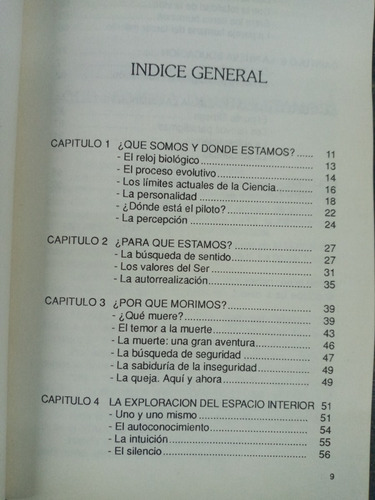 INDICE GENERAL
CAPITULO 1 ¿QUE SOMOS Y DONDE ESTAMOS?...... 11
- El reloj biológico.............................. 13
- El proceso evolutivo......................... 14
- Los límites actuales de la Ciencia........ 16
- La personalidad............................... 18
- ¿Dónde está el piloto?...................... 22
- La percepción.................................. 24
CAPITULO 2 ¿PARA QUE ESTAMOS?..................... 27
- La búsqueda de sentido.................... 27
- Los valores del Ser.......................... 31
- La autorrealización........................... 35
CAPITULO 3 ¿POR QUE MORIMOS?....................... 39
- ¿Qué muere?.................................. 39
- El temor a la muerte......................... 43
- La muerte: una gran aventura............ 46
- La búsqueda de seguridad................ 47
- La sabiduría de la inseguridad........... 49
- La queja. Aquí y ahora..................... 49
CAPITULO 4 LA EXPLORACION DEL ESPACIO INTERIOR 51
- Uno y uno mismo............................. 51
- El autoconocimiento......................... 54
- La intuición..................................... 55
- El silencio....................................... 56
9